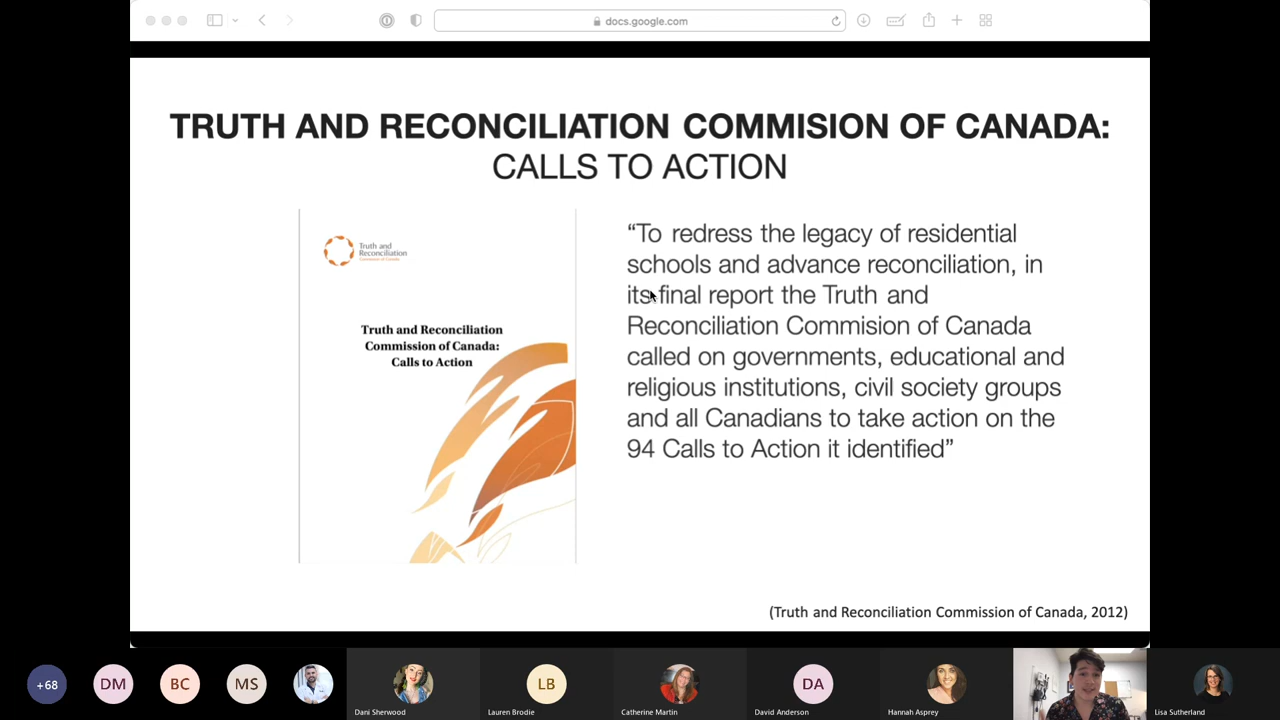 docs.google.com
TRUTH AND RECONCILIATION COMMISION OF CANADA:
CALLS TO ACTION
Truth and
Reconciliation
Commission of Canada
Truth and Reconciliation
Commission of Canada:
Calls to Action
“To redress the legacy of residential
schools and advance reconciliation, in
its final report the Truth and
Reconciliation Commision of Canada
called on governments, educational and
religious institutions, civil society groups
and all Canadians to take action on the
94 Calls to Action it identified”
(Truth and Reconciliation Commission of Canada, 2012)
+68
DM
BC
MS
Dani Sherwood
LB
Lauren Brodie
Catherine Martin
DA
David Anderson
Hannah Asprey
Lisa Sutherland